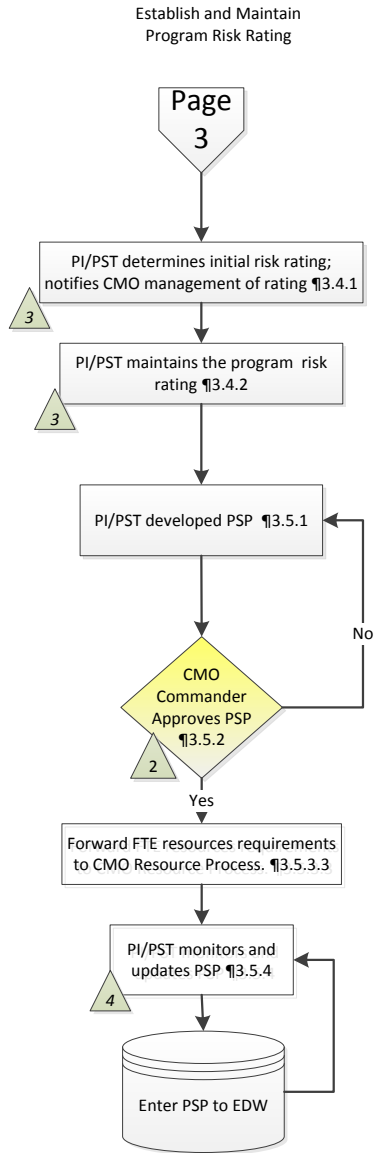 Establish and Maintain
Program Risk Rating
Page
3
PI/PST determines initial risk rating;
notifies CMO management of rating ¶3.4.1
3
PI/PST maintains the program risk
rating ¶3.4.2
3
PI/PST developed PSP ¶3.5.1
No
CMO
Commander
Approves PSP
¶3.5.2
2
Yes
Forward FTE resources requirements
to CMO Resource Process. ¶3.5.3.3
PI/PST monitors and
updates PSP ¶3.5.4
4
Enter PSP to EDW